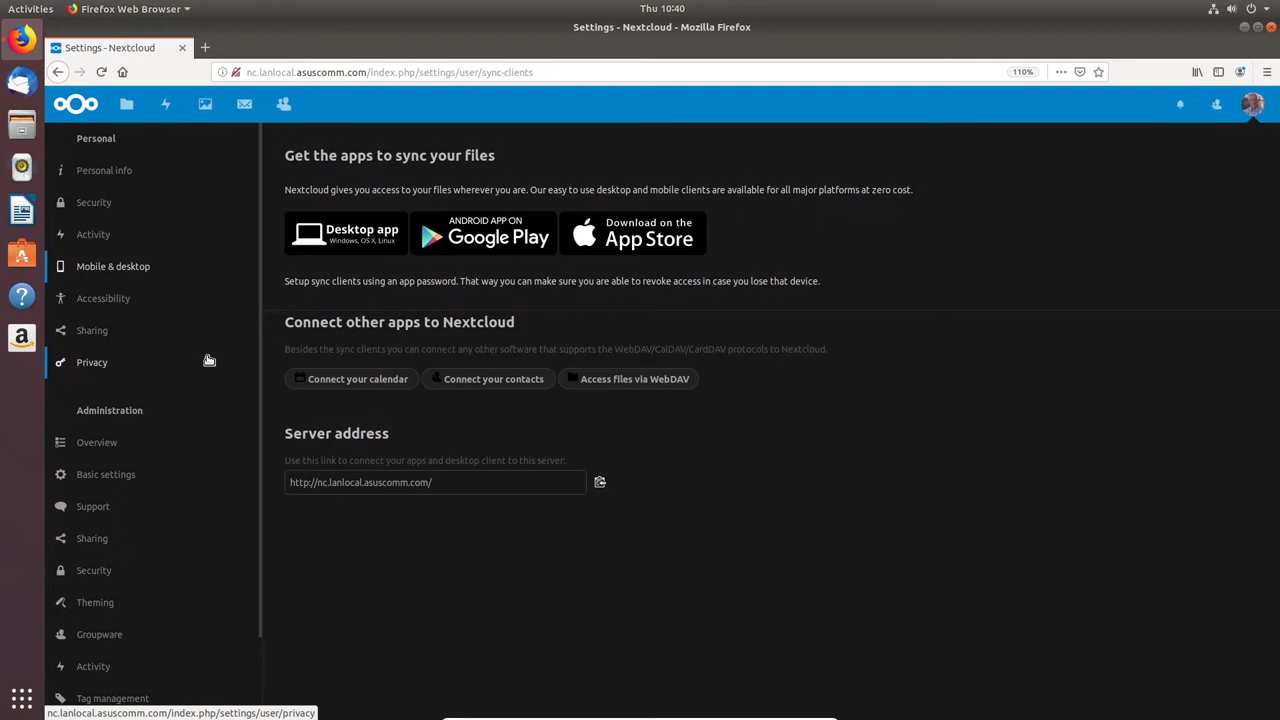 Activities
Firefox Web Browser
Thu 10:40
Settings - Nextcloud - Mozilla Firefox
Settings - Nextcloud
nc.lanlocal.asuscomm.com/index.php/settings/user/sync-clients
110%
Personal
Personal info
Security
Activity
Mobile & desktop
Accessibility
Sharing
Privacy
Administration
Overview
Basic settings
Support
Sharing
Security
Theming
Groupware
Activity
Tag management
Get the apps to sync your files
Nextcloud gives you access to your files wherever you are. Our easy to use desktop and mobile clients are available for all major platforms at zero cost.
Desktop app
Windows, OS X, Linux
ANDROID APP ON
Google Play
Download on the
App Store
Setup sync clients using an app password. That way you can make sure you are able to revoke access in case you lose that device.
Connect other apps to Nextcloud
Besides the sync clients you can connect any other software that supports the WebDAV/CalDAV/CardDAV protocols to Nextcloud.
Connect your calendar
Connect your contacts
Access files via WebDAV
Server address
Use this link to connect your apps and desktop client to this server:
http://nc.lanlocal.asuscomm.com/
nc.lanlocal.asuscomm.com/index.php/settings/user/privacy